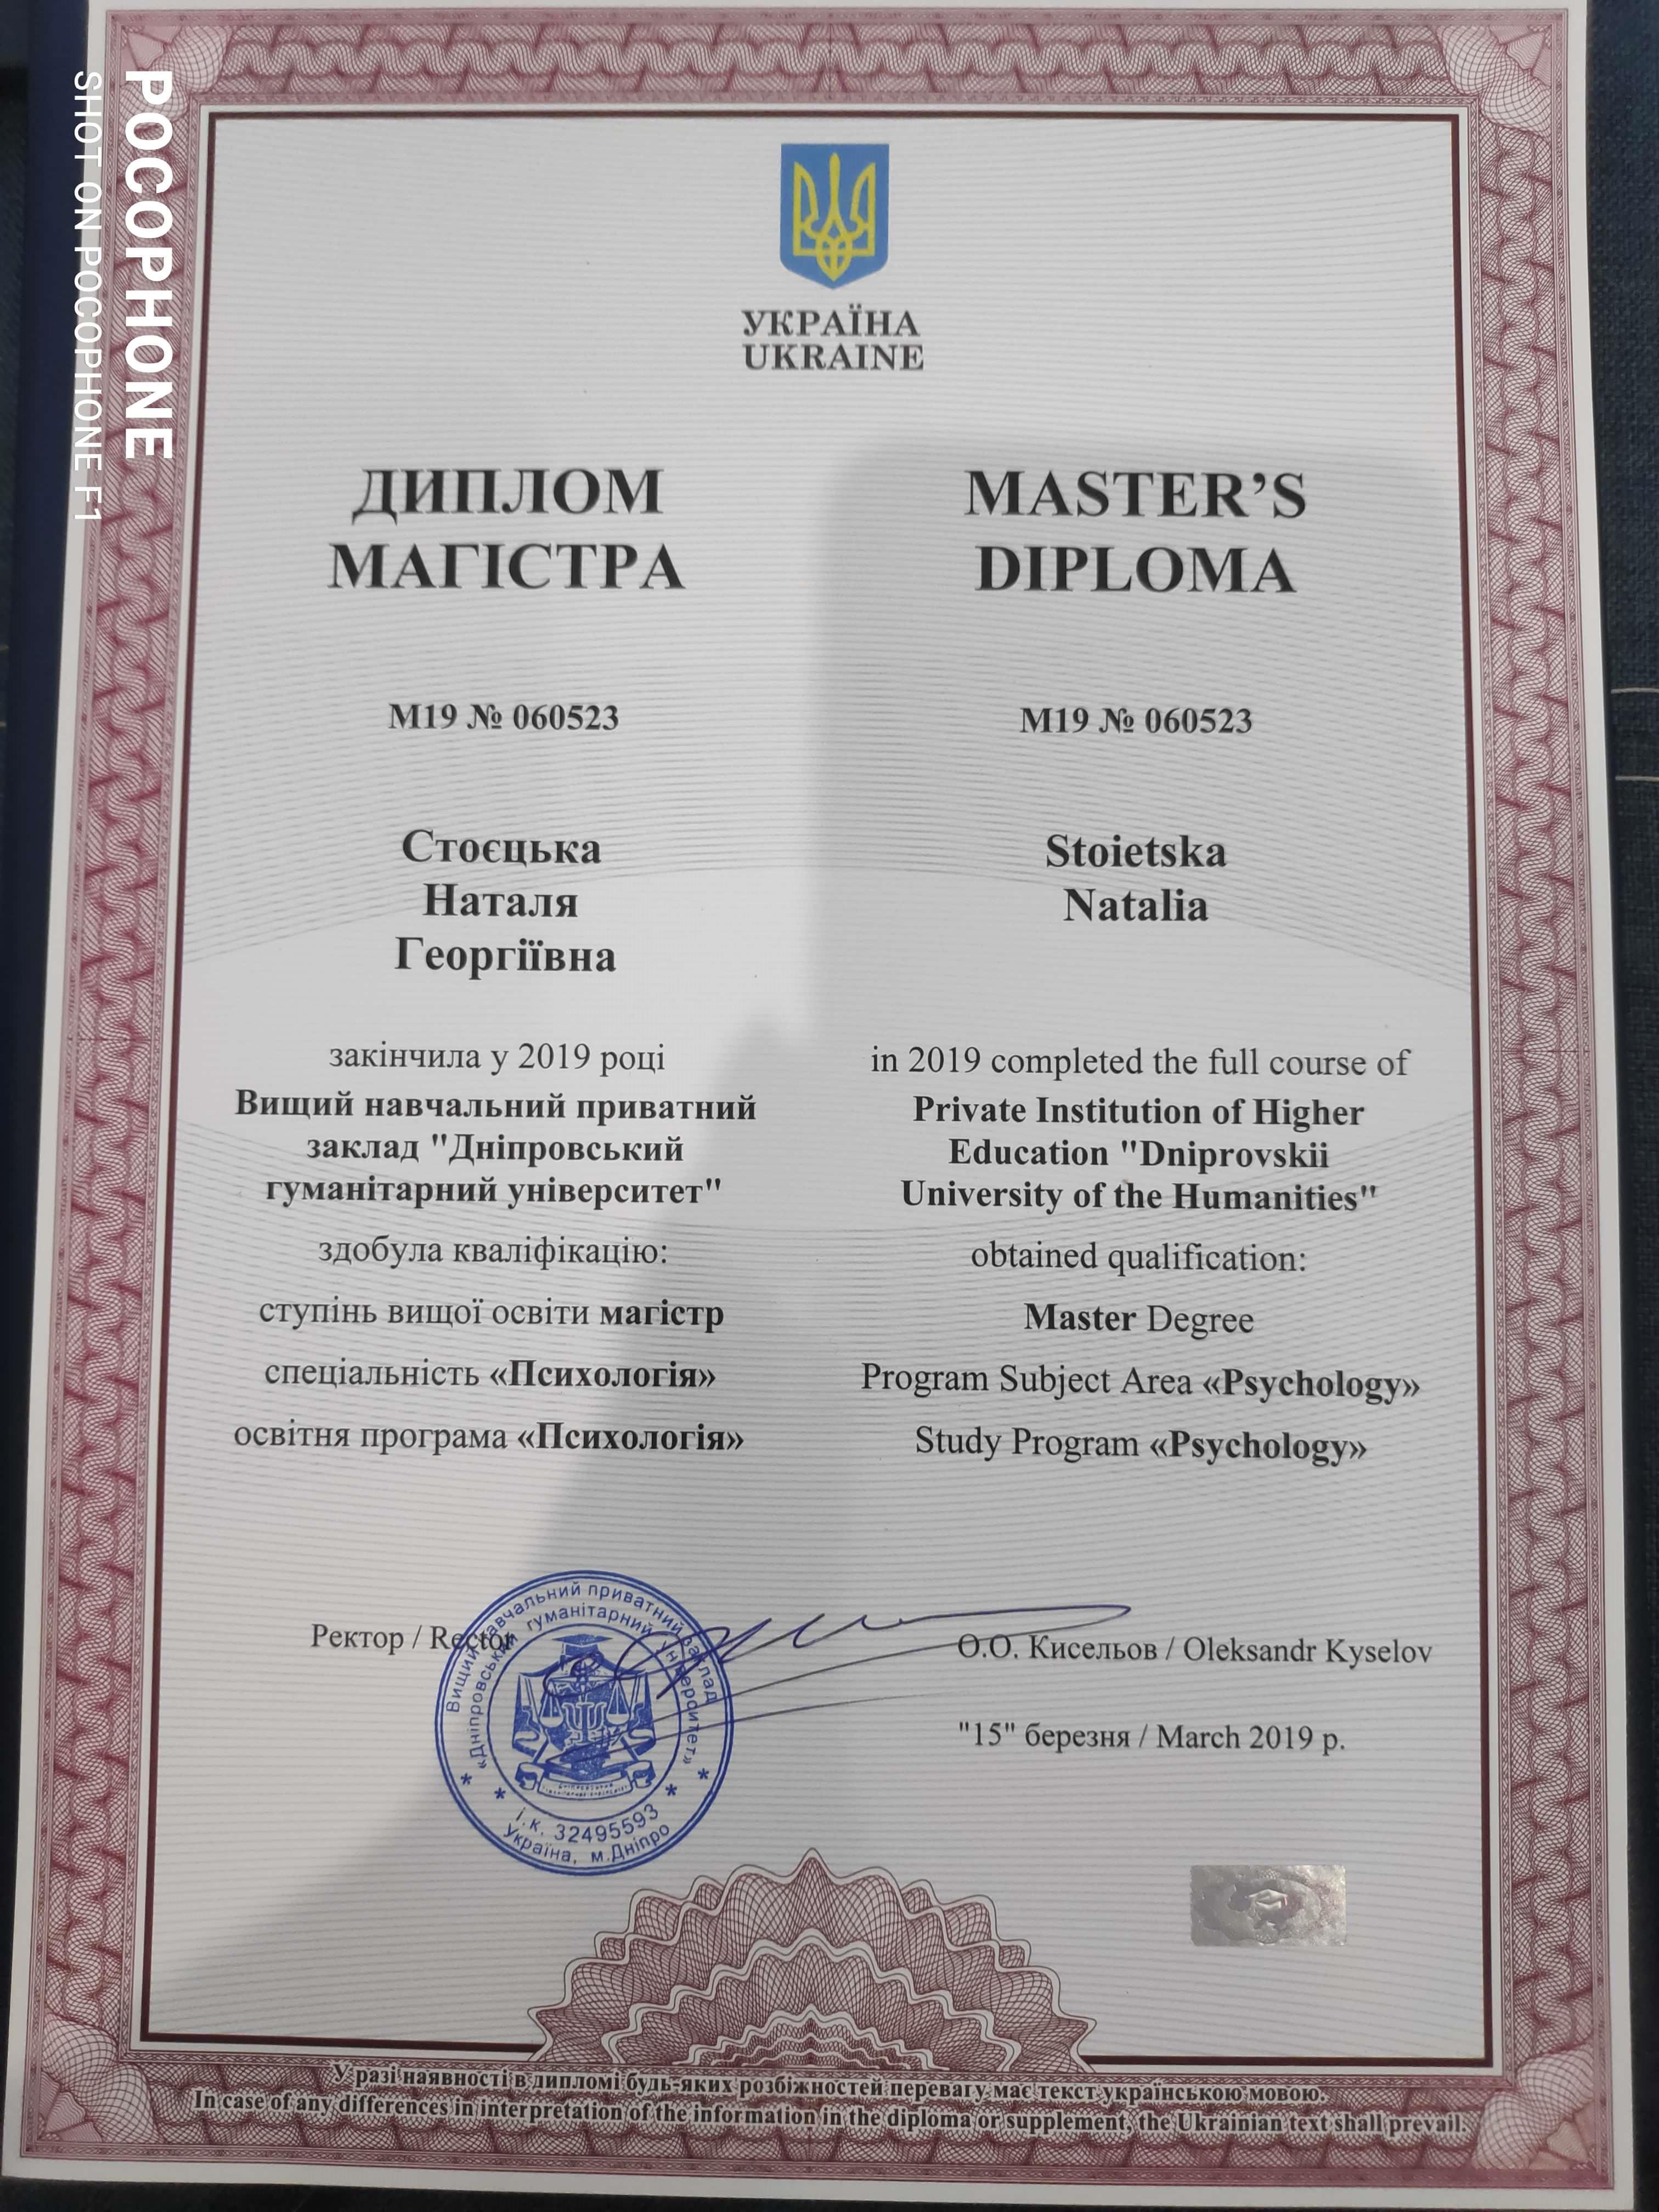 POCOPHONE
SHOT ON POCOPHONE F1
УКРАЇНА
UKRAINE
ДИПЛОМ
МАГІСТРА
М19 № 060523
Стоєцька
Наталя
Георгіївна
закінчила у 2019 році
Вищий навчальний приватний
заклад "Дніпровський
гуманітарний університет"
здобула кваліфікацію:
ступінь вищої освіти магістр
спеціальність «Психологія»
освітня програма «Психологія»
MASTER’S
DIPLOMA
M19 № 060523
Stoietska
Natalia
in 2019 completed the full course of
Private Institution of Higher
Education "Dniprovskii
University of the Humanities"
obtained qualification:
Master Degree
Program Subject Area «Psychology»
Study Program «Psychology»
Ректор / Rector
О.О. Кисельов / Oleksandr Kyselov
"15" березня / March 2019 р.
Вищий навчальний приватний заклад
«Дніпровський гуманітарний університет»
і.к. 32495593
Україна, м.Дніпро
У разі наявності в дипломі будь-яких розбіжностей перевагу має текст українською мовою.
In case of any differences in interpretation of the information in the diploma or supplement, the Ukrainian text shall prevail.